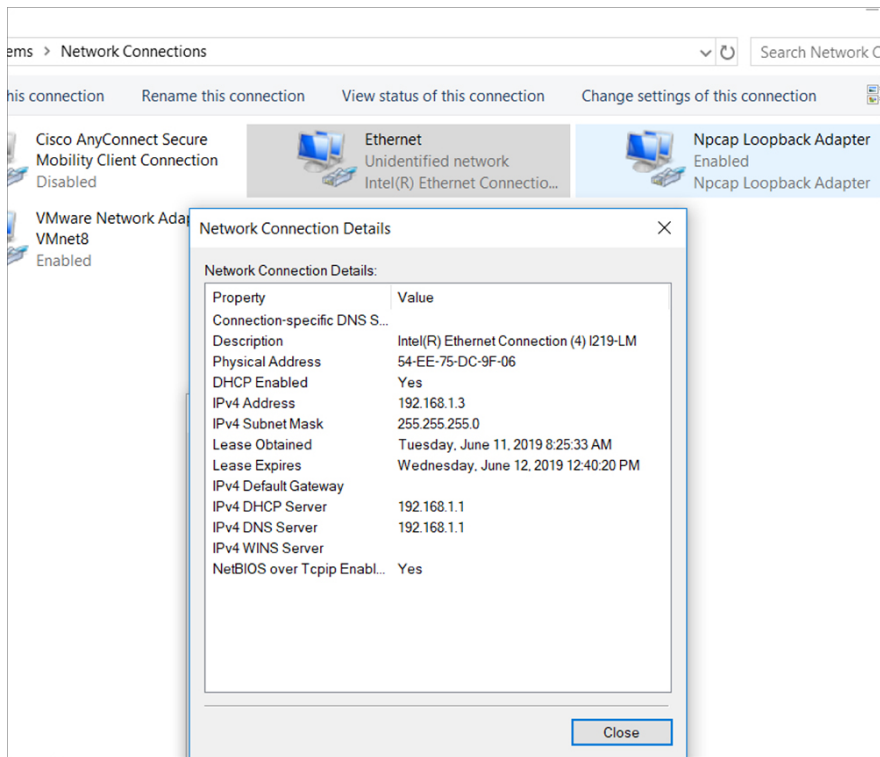 ems > Network Connections
Search Network C
his connection Rename this connection View status of this connection Change settings of this connection
Cisco AnyConnect Secure
Mobility Client Connection
Disabled
Ethernet
Unidentified network
Intel(R) Ethernet Connectio...
Npcap Loopback Adapter
Enabled
Npcap Loopback Adapter
VMware Network Adap
VMnet8
Enabled
Network Connection Details
Network Connection Details:
Property Value
Connection-specific DNS S...
Description Intel(R) Ethernet Connection (4) I219-LM
Physical Address 54-EE-75-DC-9F-06
DHCP Enabled Yes
IPv4 Address 192.168.1.3
IPv4 Subnet Mask 255.255.255.0
Lease Obtained Tuesday, June 11, 2019 8:25:33 AM
Lease Expires Wednesday, June 12, 2019 12:40:20 PM
IPv4 Default Gateway
IPv4 DHCP Server 192.168.1.1
IPv4 DNS Server 192.168.1.1
IPv4 WINS Server
NetBIOS over Tcpip Enabl... Yes
Close